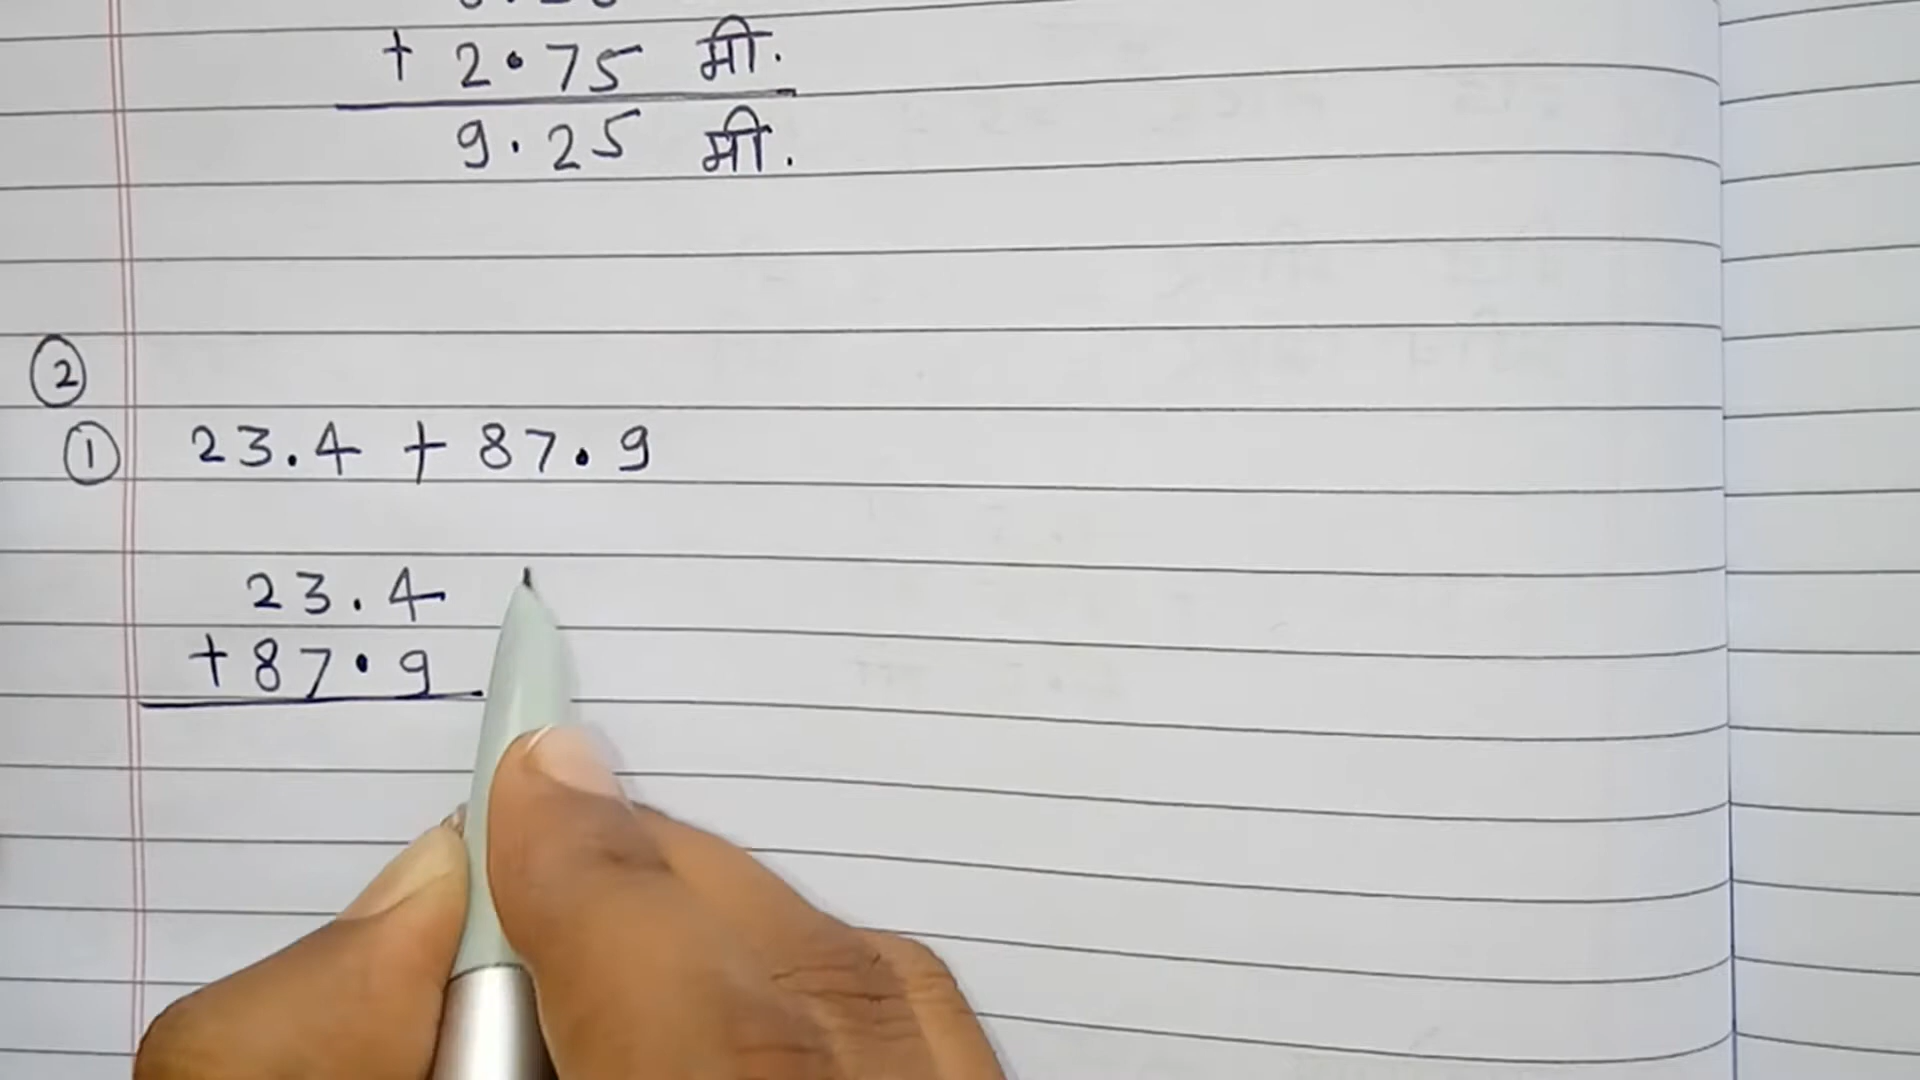 + 2.75 मी.
9.25 मी.
②
① 23.4 + 87.9
23.4
+87.9